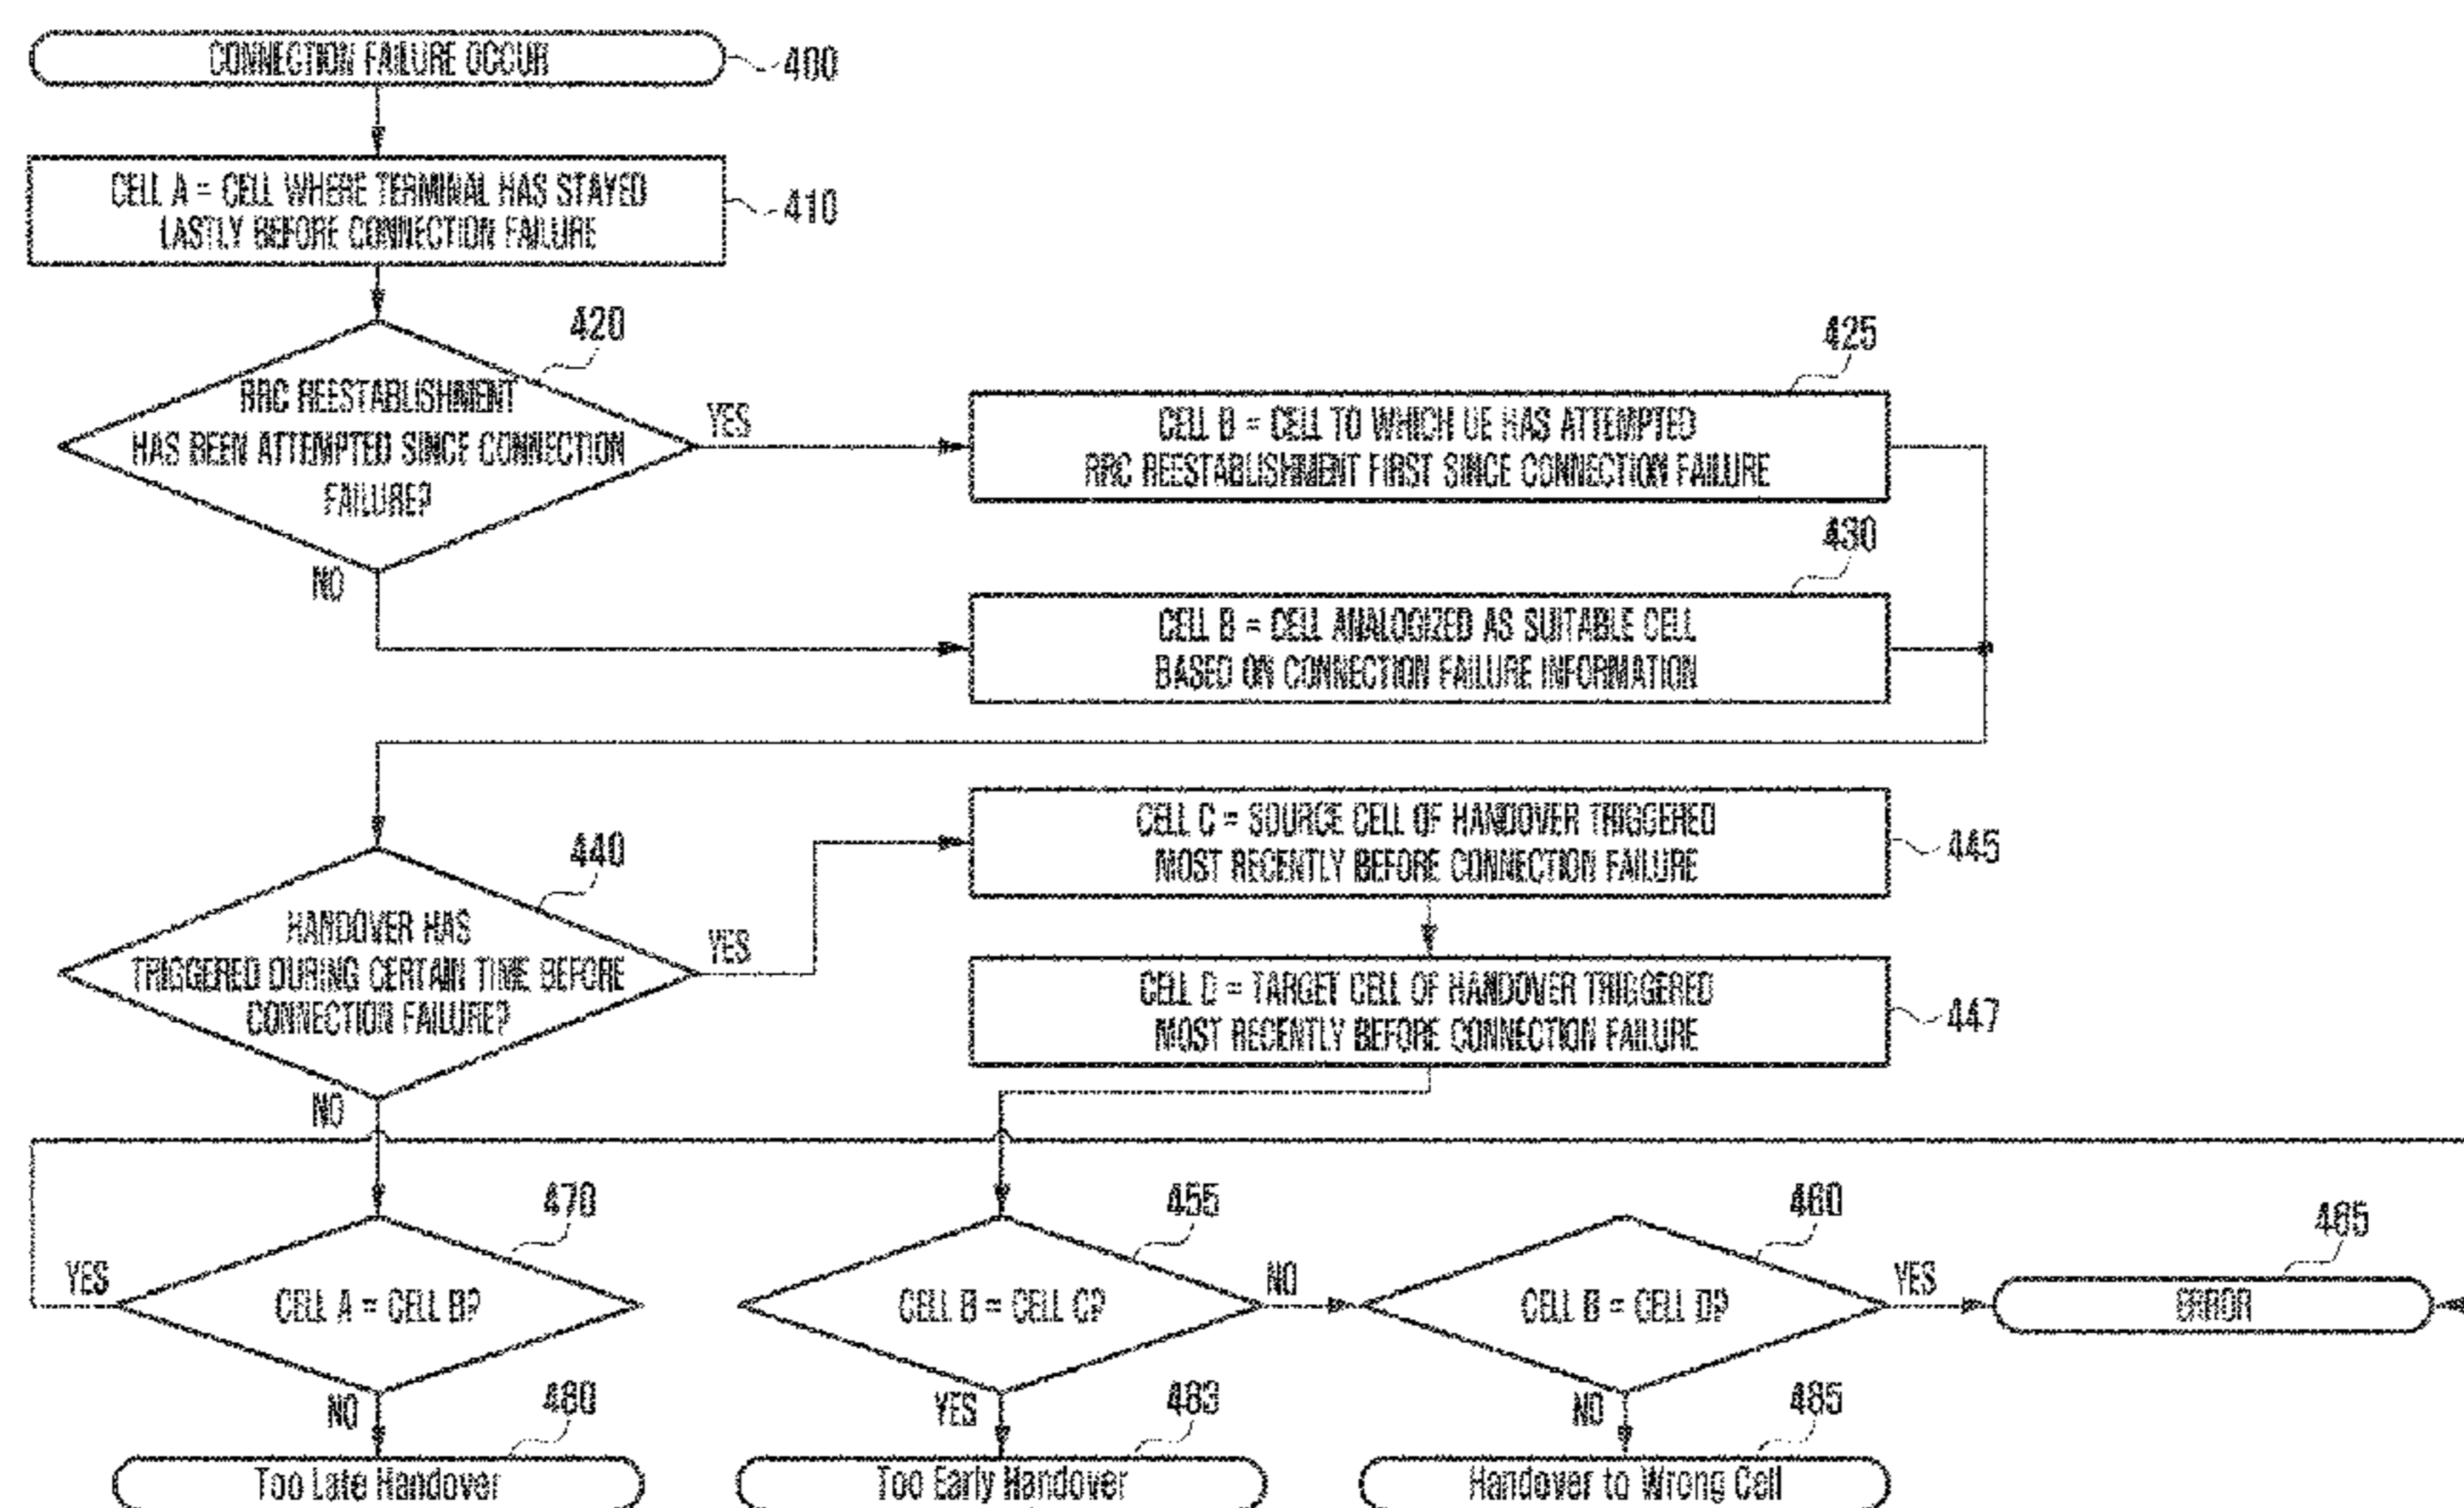 CONNECTION FAILURE OCCUR
400
CELL A = CELL WHERE TERMINAL HAS STAYED
LASTLY BEFORE CONNECTION FAILURE
410
420
RRC REESTABLISHMENT
HAS BEEN ATTEMPTED SINCE CONNECTION
FAILURE?
YES
NO
425
CELL B = CELL TO WHICH UE HAS ATTEMPTED
RRC REESTABLISHMENT FIRST SINCE CONNECTION FAILURE
430
CELL B = CELL ANALOGIZED AS SUITABLE CELL
BASED ON CONNECTION FAILURE INFORMATION
440
HANDOVER HAS
TRIGGERED DURING CERTAIN TIME BEFORE
CONNECTION FAILURE?
YES
NO
CELL C = SOURCE CELL OF HANDOVER TRIGGERED
MOST RECENTLY BEFORE CONNECTION FAILURE
445
CELL D = TARGET CELL OF HANDOVER TRIGGERED
MOST RECENTLY BEFORE CONNECTION FAILURE
447
470
YES
CELL A = CELL B?
NO
455
CELL B = CELL C?
NO
YES
460
CELL B = CELL D?
YES
NO
465
ERROR
480
Too Late Handover
483
Too Early Handover
485
Handover to Wrong Cell